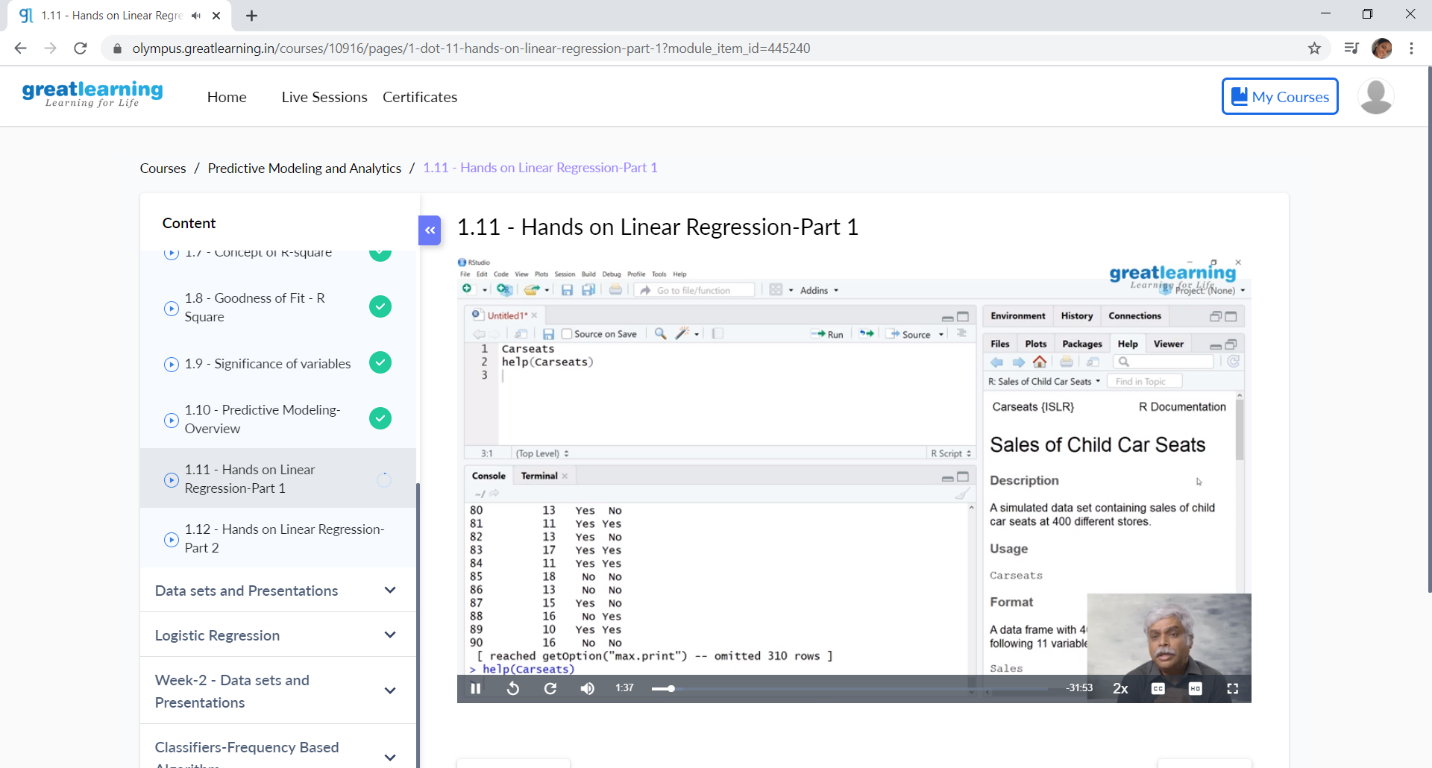 1.11 - Hands on Linear Regre
olympus.greatlearning.in/courses/10916/pages/1-dot-11-hands-on-linear-regression-part-1?module_item_id=445240
greatlearning
Learning for Life
Home Live Sessions Certificates
My Courses
Courses / Predictive Modeling and Analytics / 1.11 - Hands on Linear Regression-Part 1
Content
1.7 - Concept of R-square
1.8 - Goodness of Fit - R
Square
1.9 - Significance of variables
1.10 - Predictive Modeling-
Overview
1.11 - Hands on Linear
Regression-Part 1
1.12 - Hands on Linear Regression-
Part 2
Data sets and Presentations
Logistic Regression
Week-2 - Data sets and
Presentations
Classifiers-Frequency Based
1.11 - Hands on Linear Regression-Part 1
RStudio
File Edit Code View Plots Session Build Debug Profile Tools Help
greatlearning
Learning for Life
Go to file/function Addins
Project: (None)
Untitled1*
Source on Save Run Source
1 Carseats
2 help(Carseats)
3
3:1 (Top Level) R Script
Console Terminal
~/
80 13 Yes No
81 11 Yes Yes
82 13 Yes No
83 17 Yes Yes
84 11 Yes Yes
85 18 No No
86 13 No No
87 15 Yes No
88 16 No Yes
89 10 Yes Yes
90 16 No No
[ reached getOption("max.print") -- omitted 310 rows ]
> help(Carseats)
Environment History Connections
Files Plots Packages Help Viewer
R: Sales of Child Car Seats Find in Topic
Carseats {ISLR} R Documentation
Sales of Child Car Seats
Description
A simulated data set containing sales of child
car seats at 400 different stores.
Usage
Carseats
Format
A data frame with
following 11 variable
Sales
1:37 -31:53 2x CC HD